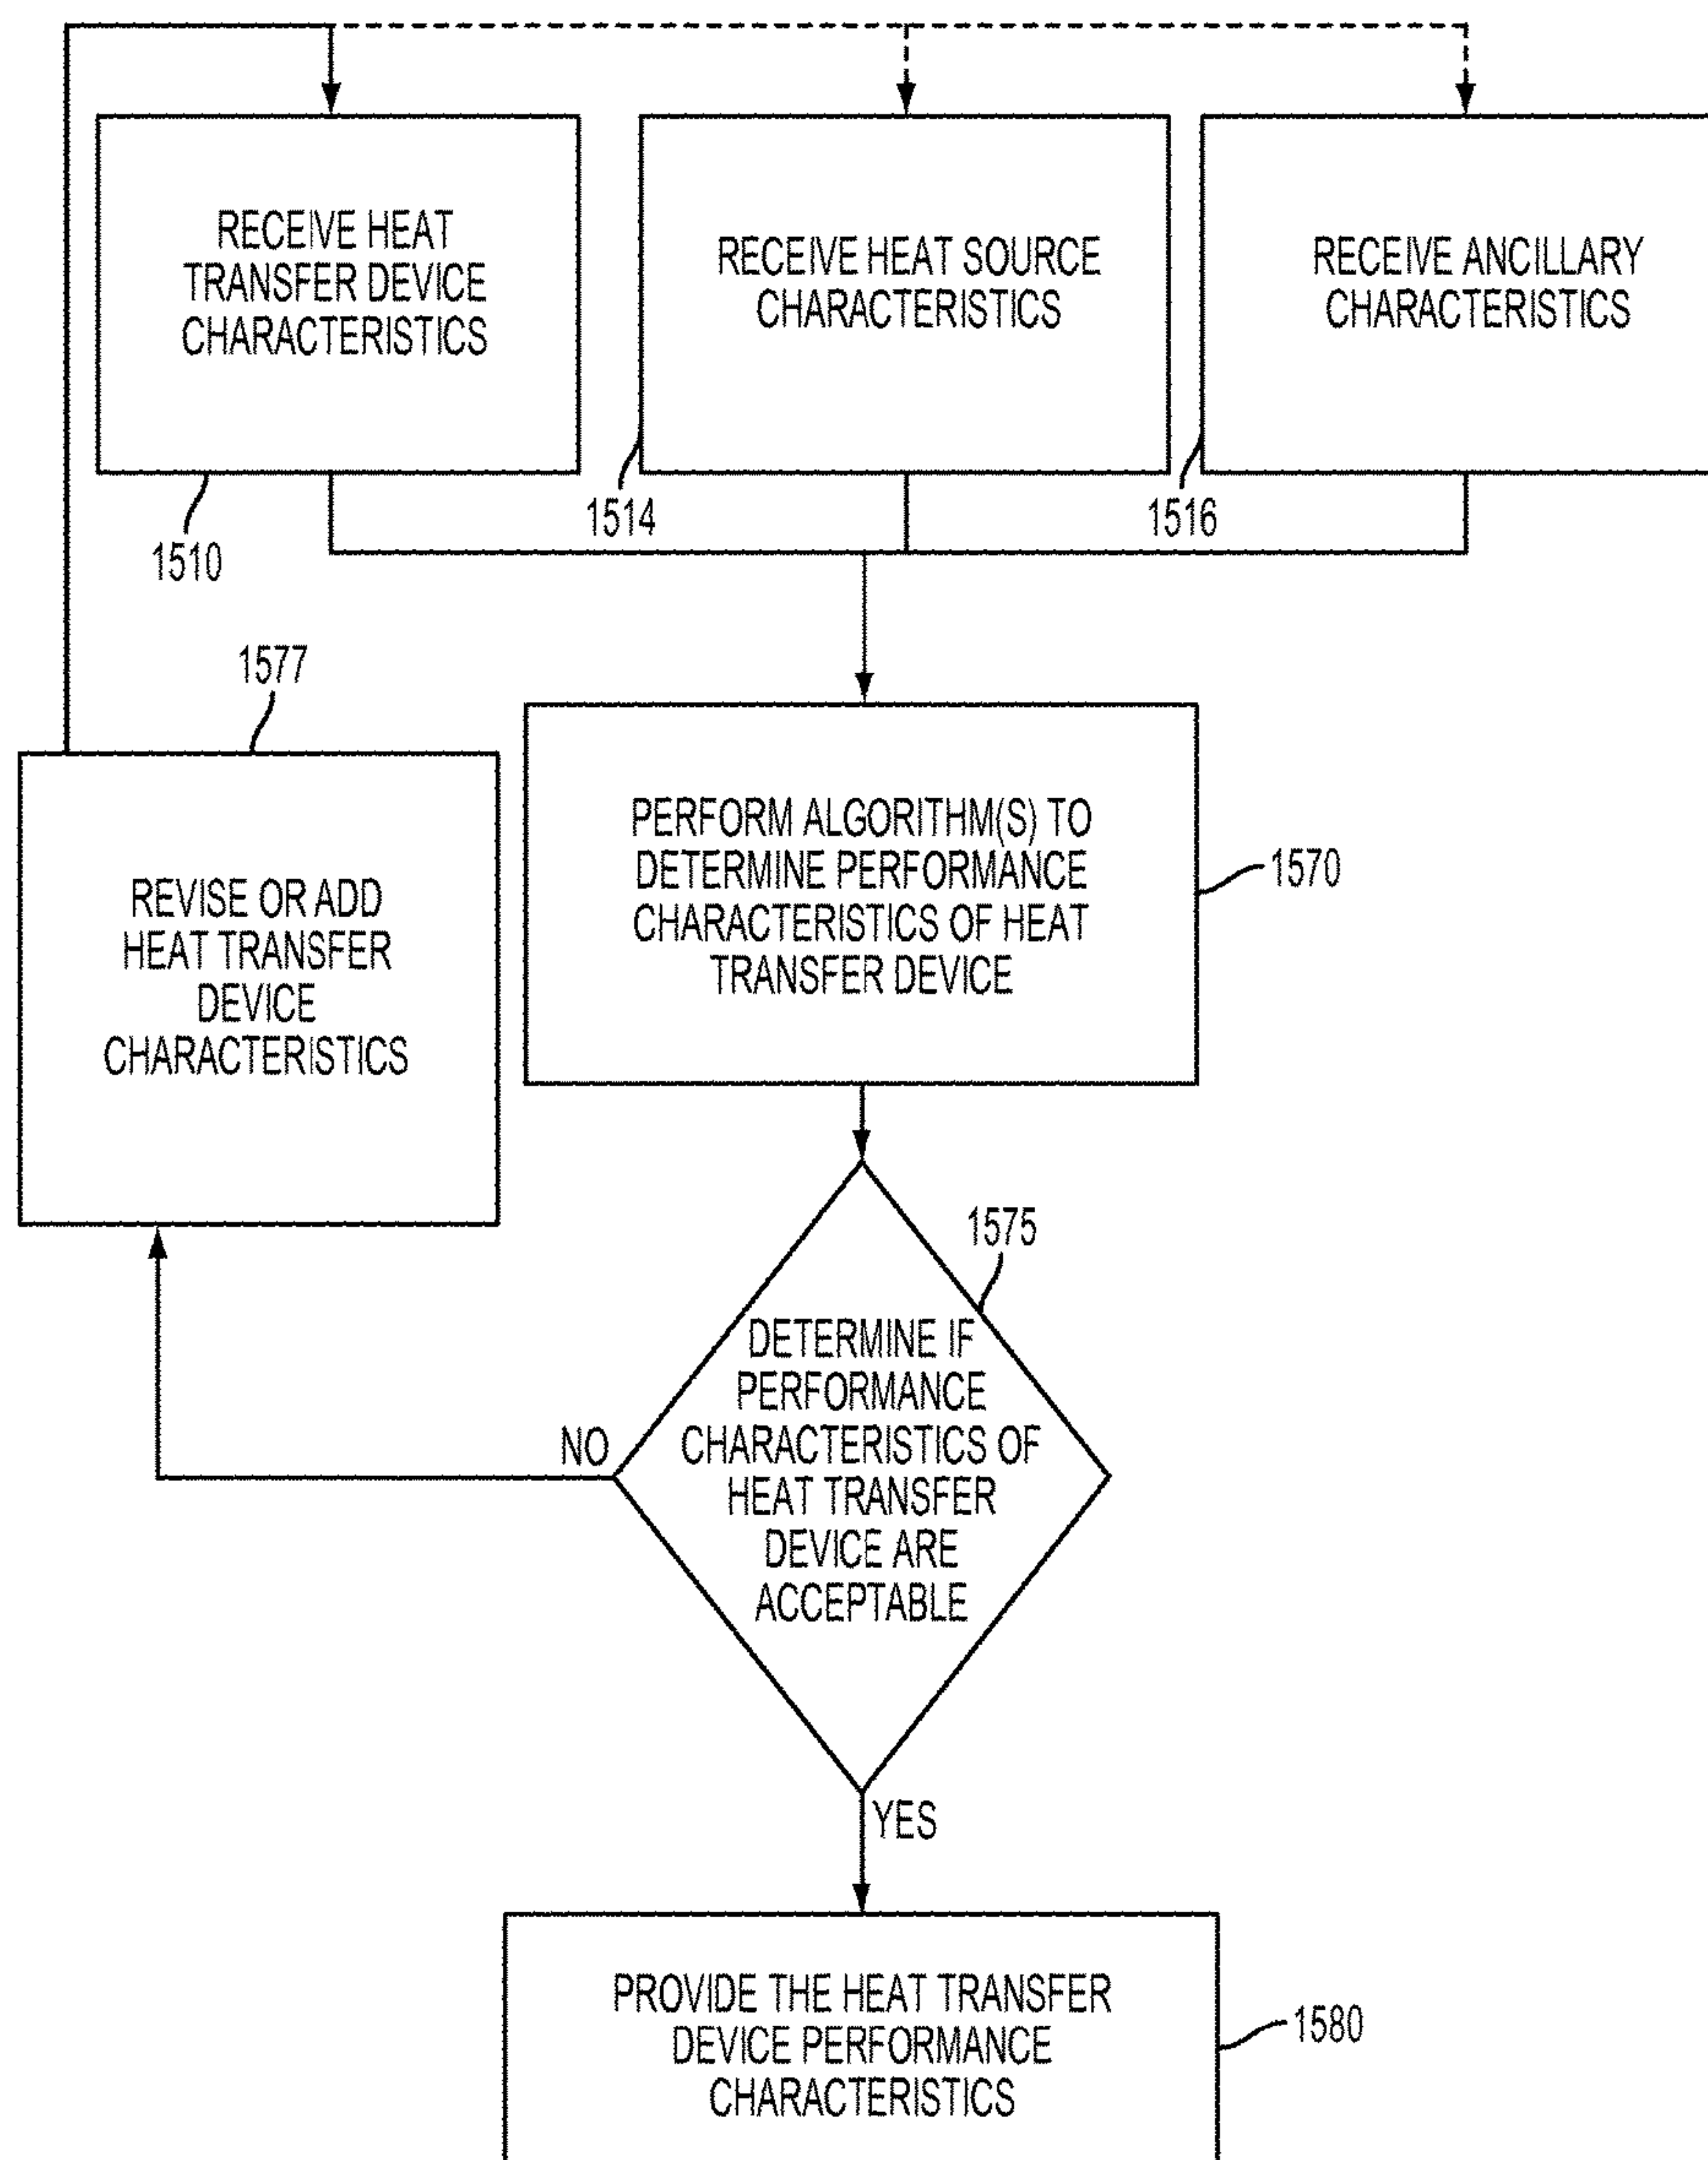 RECEIVE HEAT
TRANSFER DEVICE
CHARACTERISTICS
1510
RECEIVE HEAT SOURCE
CHARACTERISTICS
1514
RECEIVE ANCILLARY
CHARACTERISTICS
1516
1577
REVISE OR ADD
HEAT TRANSFER
DEVICE
CHARACTERISTICS
PERFORM ALGORITHM(S) TO
DETERMINE PERFORMANCE
CHARACTERISTICS OF HEAT
TRANSFER DEVICE
1570
1575
DETERMINE IF
PERFORMANCE
CHARACTERISTICS OF
HEAT TRANSFER
DEVICE ARE
ACCEPTABLE
NO
YES
PROVIDE THE HEAT TRANSFER
DEVICE PERFORMANCE
CHARACTERISTICS
1580